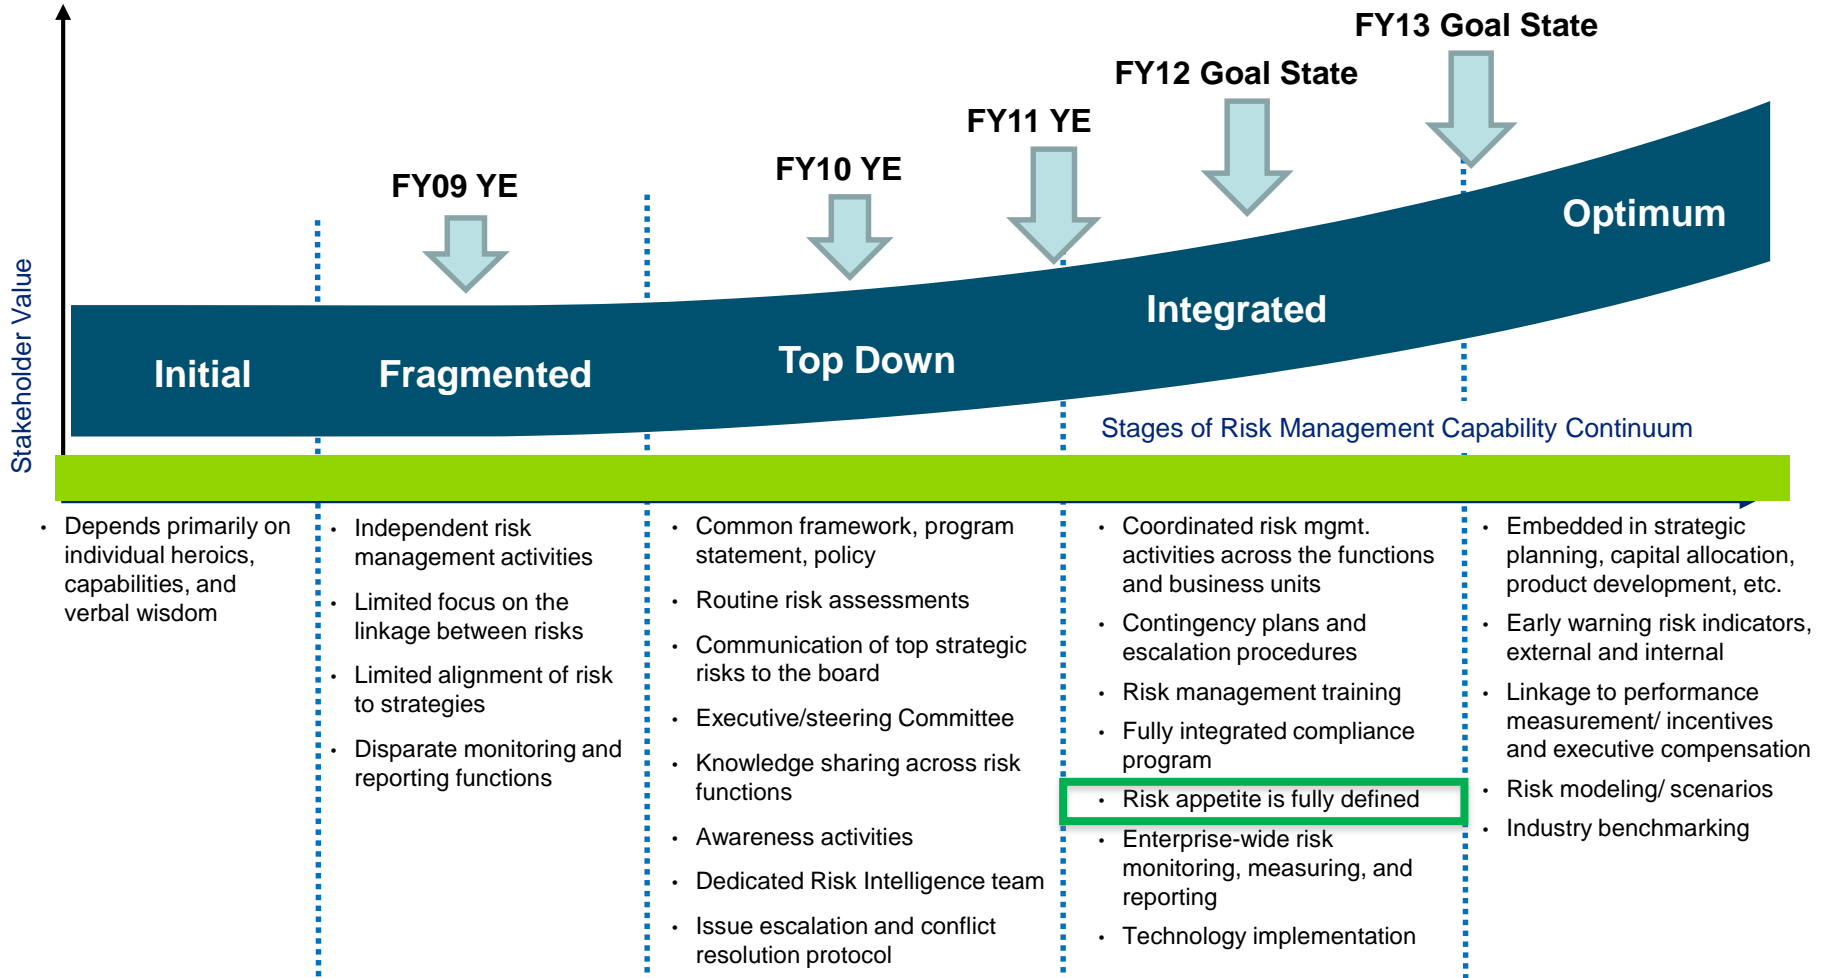 FY13 Goal State
FY12 Goal State
FY11 YE
FY10 YE
FY09 YE
Stakeholder Value
Initial
Fragmented
Top Down
Integrated
Optimum
Stages of Risk Management Capability Continuum
• Depends primarily on
individual heroics,
capabilities, and
verbal wisdom
• Independent risk
management activities
• Limited focus on the
linkage between risks
• Limited alignment of risk
to strategies
• Disparate monitoring and
reporting functions
• Common framework, program
statement, policy
• Routine risk assessments
• Communication of top strategic
risks to the board
• Executive/steering Committee
• Knowledge sharing across risk
functions
• Awareness activities
• Dedicated Risk Intelligence team
• Issue escalation and conflict
resolution protocol
• Coordinated risk mgmt.
activities across the functions
and business units
• Contingency plans and
escalation procedures
• Risk management training
• Fully integrated compliance
program
• Risk appetite is fully defined
• Enterprise-wide risk
monitoring, measuring, and
reporting
• Technology implementation
• Embedded in strategic
planning, capital allocation,
product development, etc.
• Early warning risk indicators,
external and internal
• Linkage to performance
measurement/ incentives
and executive compensation
• Risk modeling/ scenarios
• Industry benchmarking